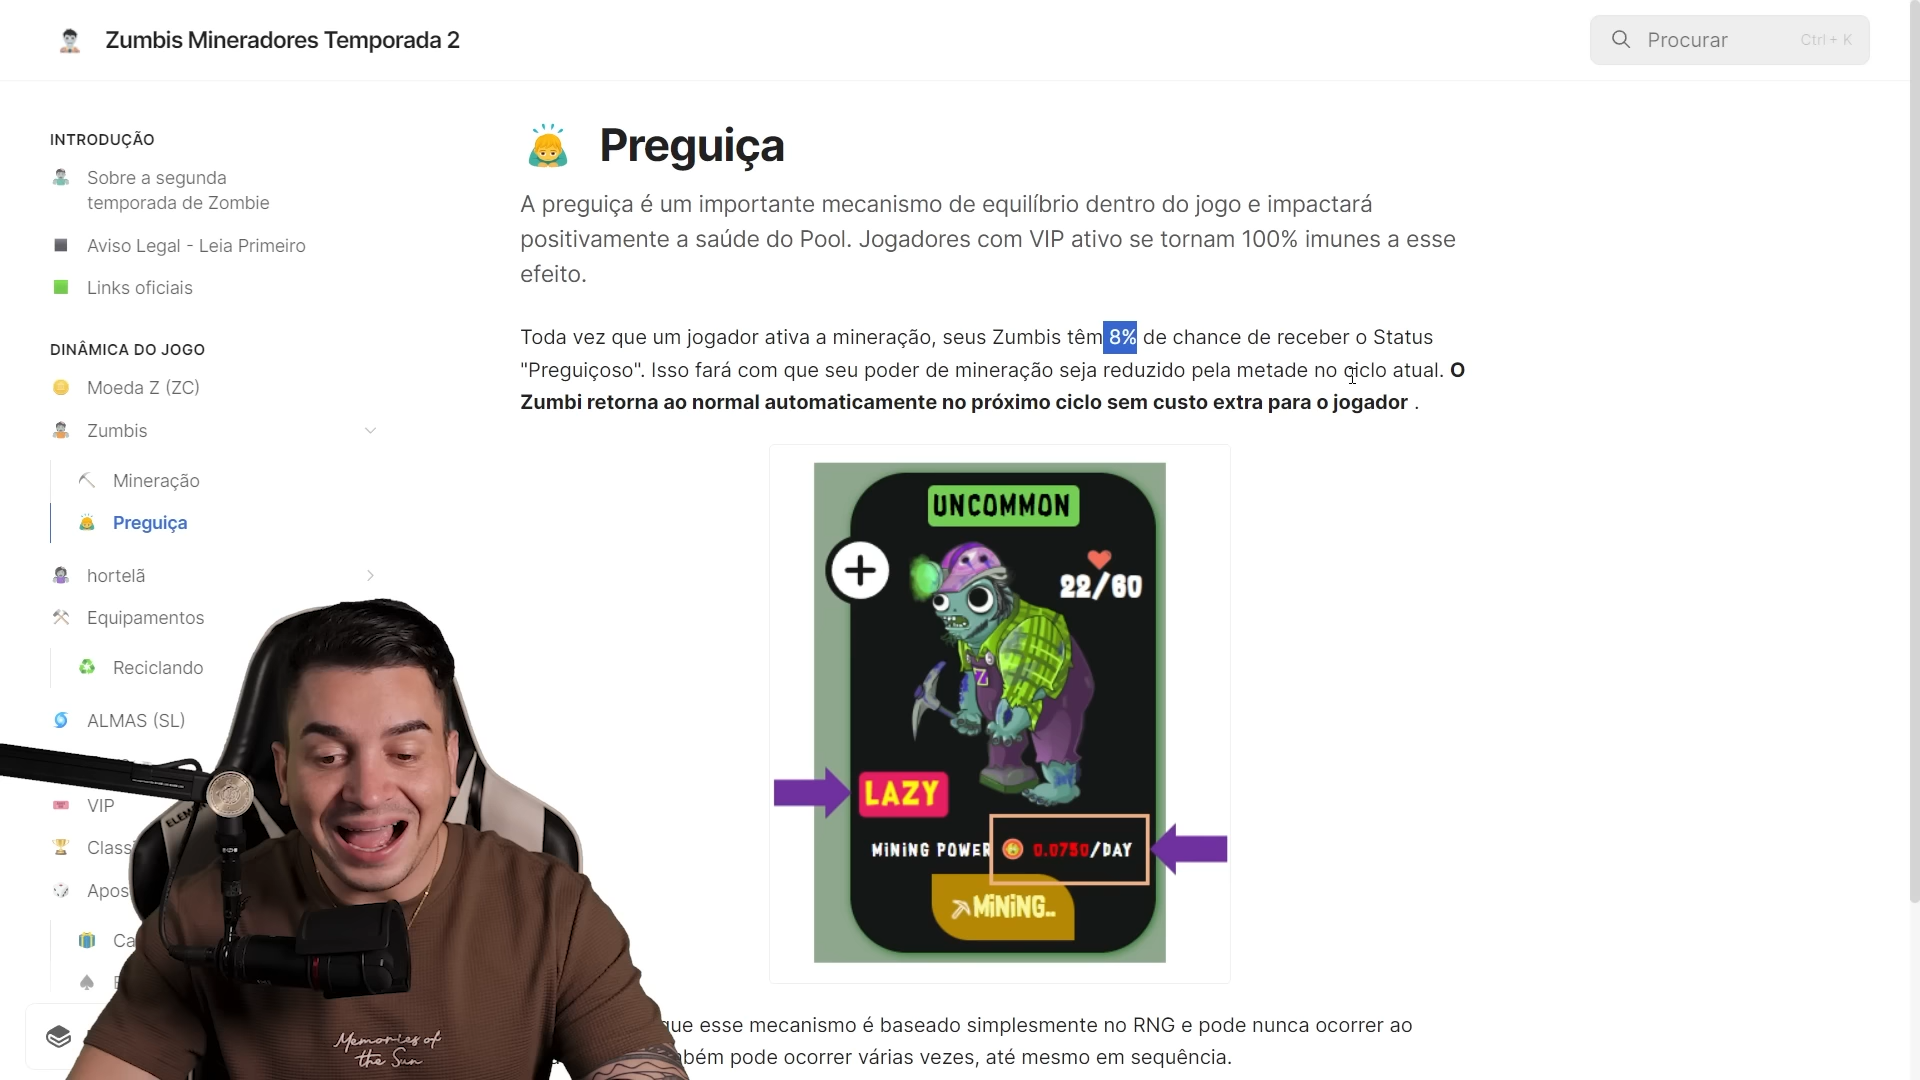 Zumbis Mineradores Temporada 2
Procurar
Ctrl + K
INTRODUÇÃO
Sobre a segunda
temporada de Zombie
Aviso Legal - Leia Primeiro
Links oficiais
DINÂMICA DO JOGO
Moeda Z (ZC)
Zumbis
Mineração
Preguiça
hortelã
Equipamentos
Reciclando
ALMAS (SL)
VIP
Preguiça
A preguiça é um importante mecanismo de equilíbrio dentro do jogo e impactará
positivamente a saúde do Pool. Jogadores com VIP ativo se tornam 100% imunes a esse
efeito.
Toda vez que um jogador ativa a mineração, seus Zumbis têm 8% de chance de receber o Status
"Preguiçoso". Isso fará com que seu poder de mineração seja reduzido pela metade no ciclo atual. O
Zumbi retorna ao normal automaticamente no próximo ciclo sem custo extra para o jogador .
UNCOMMON
22/60
Z
LAZY
MINING POWER 0.0750/DAY
MINING..
que esse mecanismo é baseado simplesmente no RNG e pode nunca ocorrer ao
pode ocorrer várias vezes, até mesmo em sequência.
Memories of
the Sun